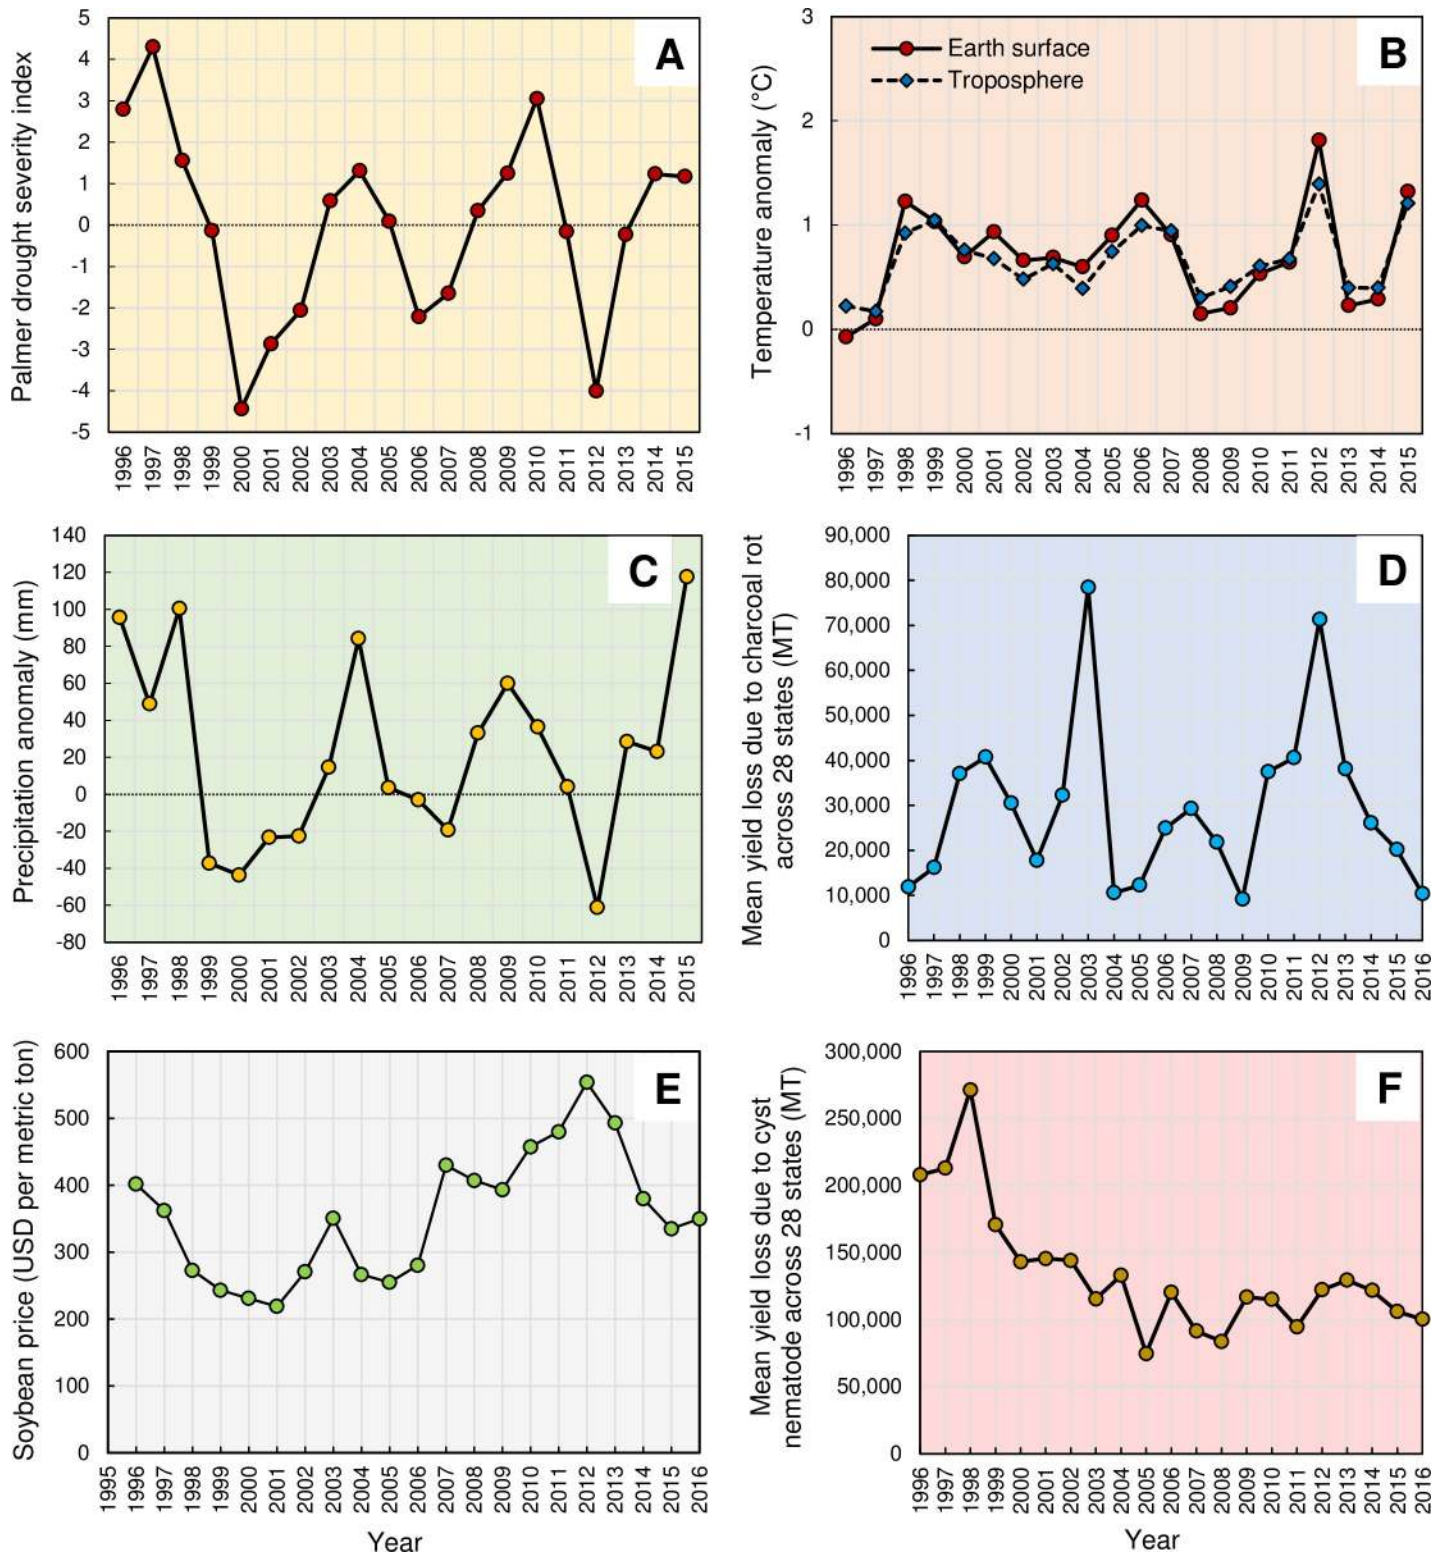 A
Palmer drought severity index
5
4
3
2
1
0
-1
-2
-3
-4
-5
1996 1997 1998 1999 2000 2001 2002 2003 2004 2005 2006 2007 2008 2009 2010 2011 2012 2013 2014 2015
B
Earth surface
Troposphere
Temperature anomaly (°C)
3
2
1
0
-1
1996 1997 1998 1999 2000 2001 2002 2003 2004 2005 2006 2007 2008 2009 2010 2011 2012 2013 2014 2015
C
Precipitation anomaly (mm)
140
120
100
80
60
40
20
0
-20
-40
-60
-80
1996 1997 1998 1999 2000 2001 2002 2003 2004 2005 2006 2007 2008 2009 2010 2011 2012 2013 2014 2015
D
Mean yield loss due to charcoal rot
across 28 states (MT)
90,000
80,000
70,000
60,000
50,000
40,000
30,000
20,000
10,000
0
1996 1997 1998 1999 2000 2001 2002 2003 2004 2005 2006 2007 2008 2009 2010 2011 2012 2013 2014 2015 2016
E
Soybean price (USD per metric ton)
600
500
400
300
200
100
0
1995 1996 1997 1998 1999 2000 2001 2002 2003 2004 2005 2006 2007 2008 2009 2010 2011 2012 2013 2014 2015 2016
Year
F
Mean yield loss due to cyst
nematode across 28 states (MT)
300,000
250,000
200,000
150,000
100,000
50,000
0
1996 1997 1998 1999 2000 2001 2002 2003 2004 2005 2006 2007 2008 2009 2010 2011 2012 2013 2014 2015 2016
Year